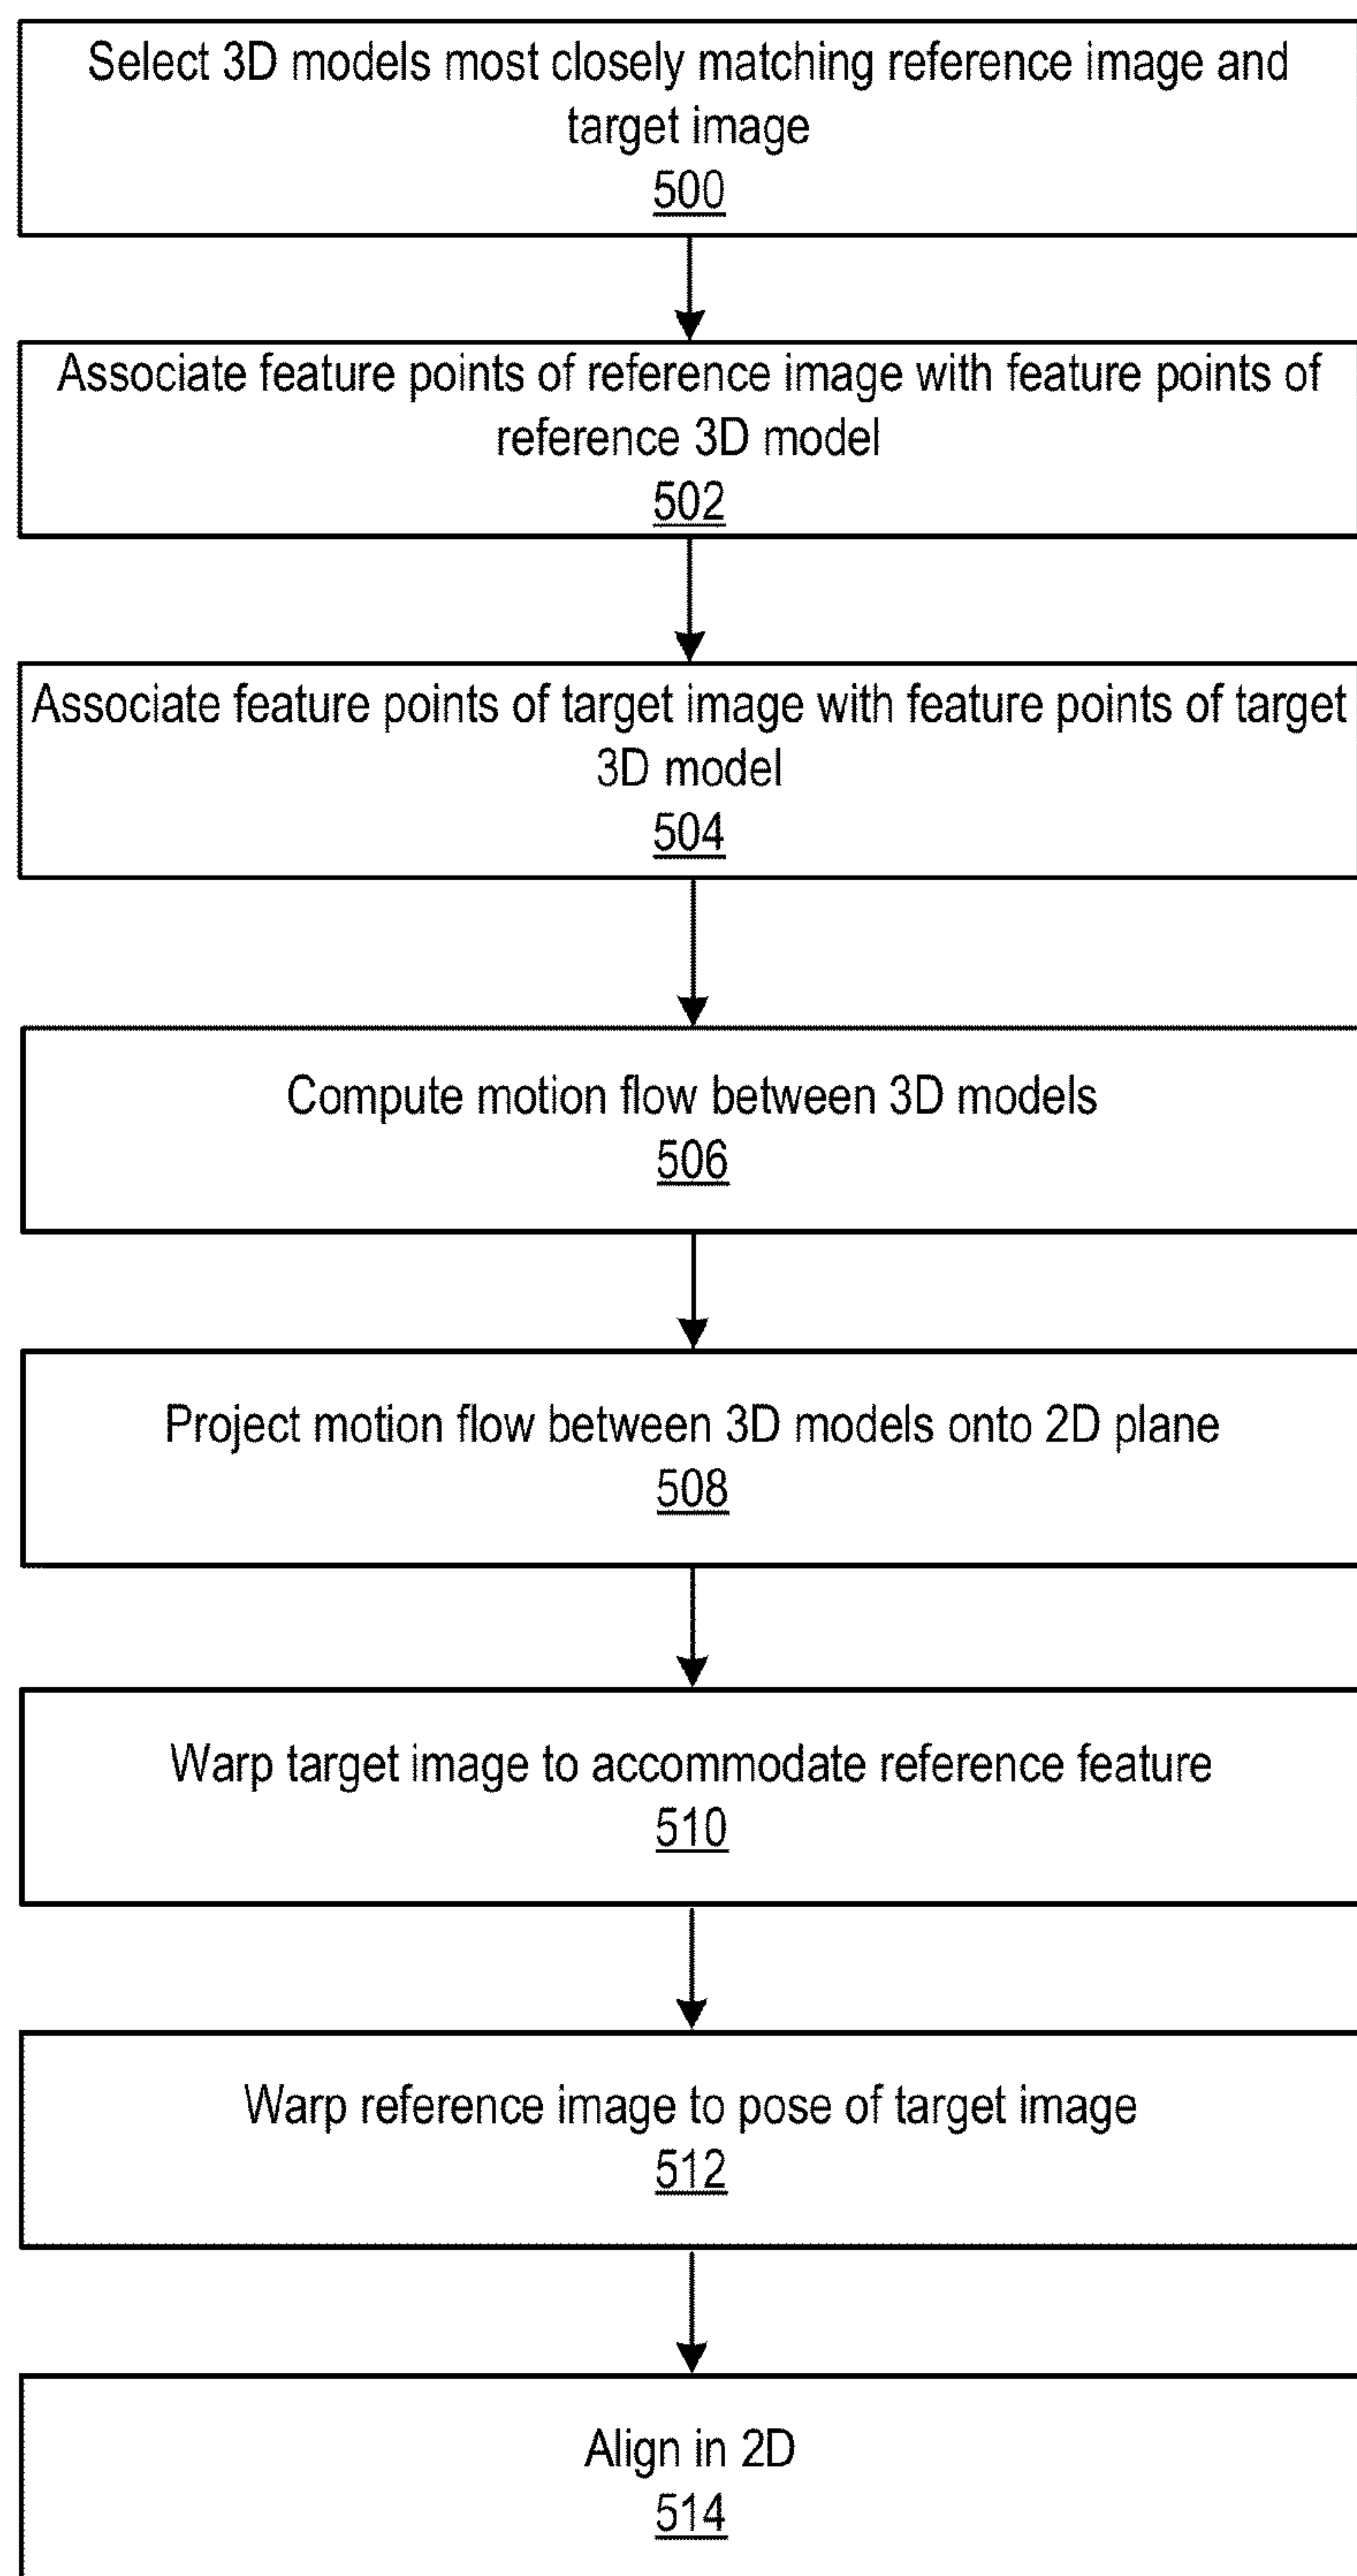 Select 3D models most closely matching reference image and
target image
500
Associate feature points of reference image with feature points of
reference 3D model
502
Associate feature points of target image with feature points of target
3D model
504
Compute motion flow between 3D models
506
Project motion flow between 3D models onto 2D plane
508
Warp target image to accommodate reference feature
510
Warp reference image to pose of target image
512
Align in 2D
514